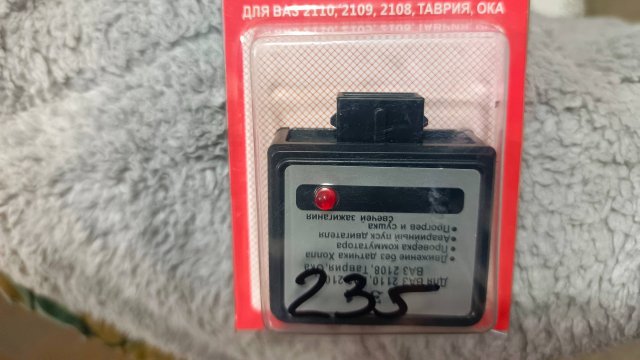 ДЛЯ ВАЗ 2110, 2109, 2108, ТАВРИЯ, ОКА
Для ВАЗ 2110,
ВАЗ 2108, Таврия, Ока
• Движение без датчика Холла
• Проверка коммутатора
• Аварийный пуск двигателя
• Прогрев и сушка
свечей зажигания
235